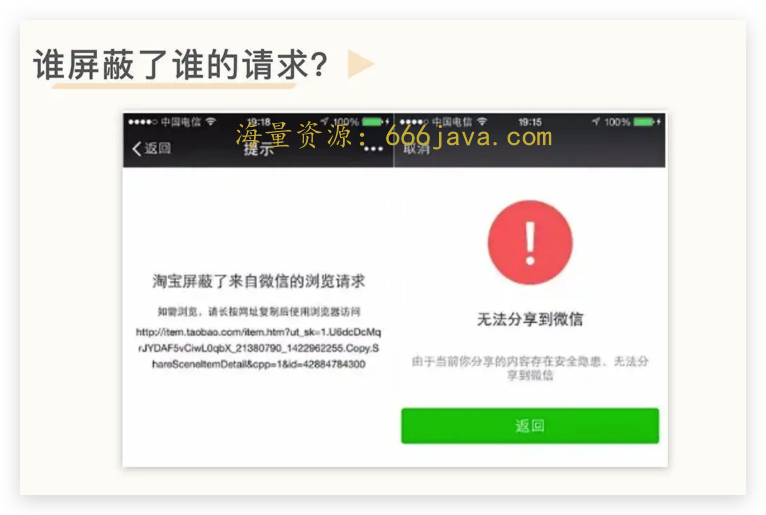 谁屏蔽了谁的请求?
中国电信 19:18 100%
返回 提示
中国电信 19:15 100%
取消
海量资源：666java.com
淘宝屏蔽了来自微信的浏览请求
如需浏览，请长按网址复制后使用浏览器访问
http://item.taobao.com/item.htm?ut_sk=1.U6dcDcMq
rJYDAF5vCiwL0qbX_21380790_1422962255.Copy.S
hareSceneItemDetail&cpp=1&id=42884784300
无法分享到微信
由于当前你分享的内容存在安全隐患，无法分
享到微信
返回